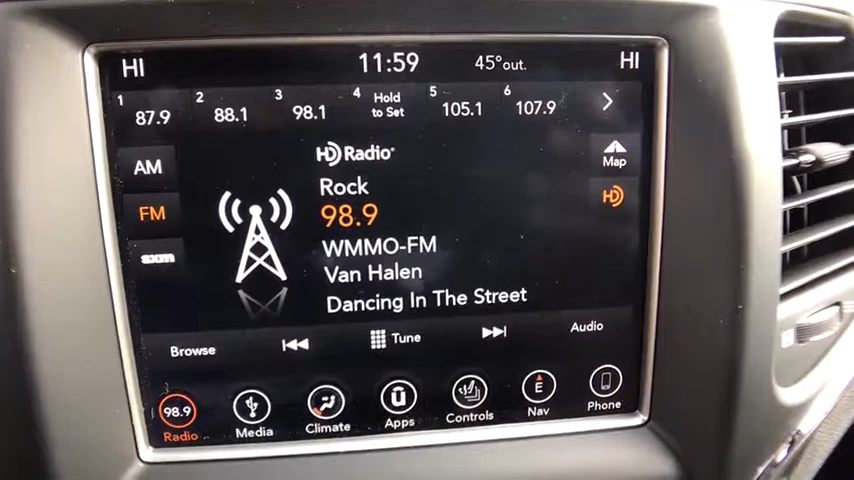 HI 11:59 45°out. HI
1 87.9 2 88.1 3 98.1 4 Hold to Set 5 105.1 6 107.9
HD Radio
AM
Map
Rock
FM
98.9
HD
WMMO-FM
sxm
Van Halen
Dancing In The Street
Browse Tune Audio
98.9 E
Radio Media Climate Apps Controls Nav Phone